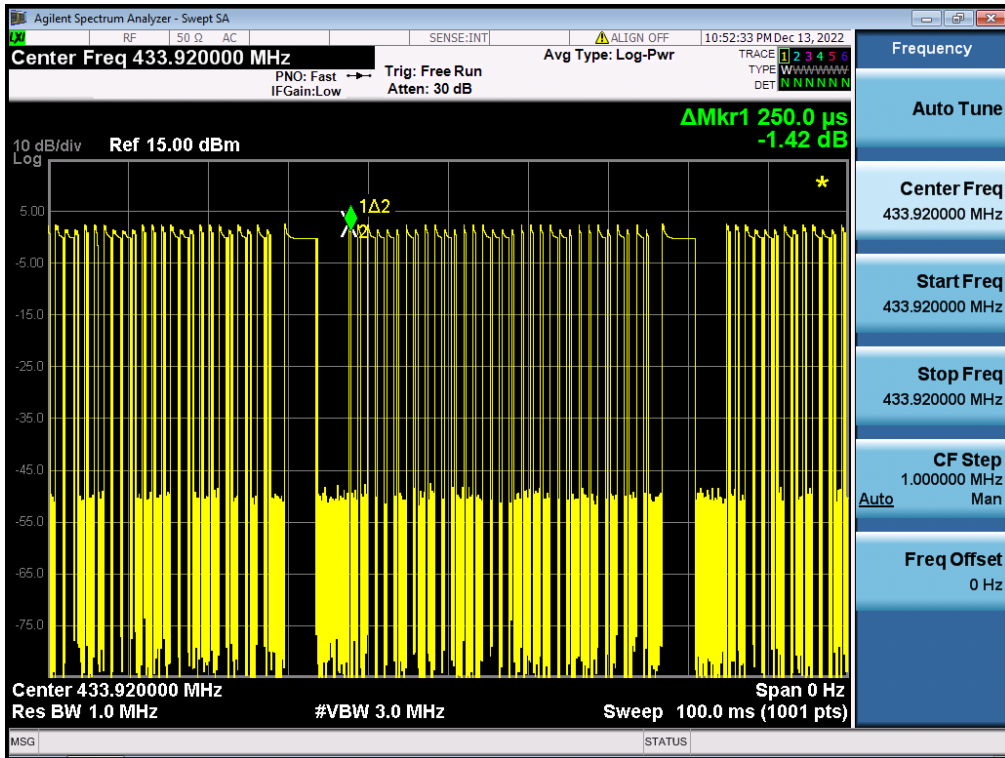 Agilent Spectrum Analyzer - Swept SA
LXI RF 50 Ω AC SENSE:INT ALIGN OFF 10:52:33 PM Dec 13, 2022
Center Freq 433.920000 MHz
PNO: Fast
IFGain:Low
Trig: Free Run
Atten: 30 dB
Avg Type: Log-Pwr
TRACE 1 2 3 4 5 6
TYPE WWWWWW
DET N N N N N N
ΔMkr1 250.0 µs
-1.42 dB
10 dB/div Ref 15.00 dBm
Log
5.00
-5.00
-15.0
-25.0
-35.0
-45.0
-55.0
-65.0
-75.0
1Δ2
2
*
Center 433.920000 MHz Span 0 Hz
Res BW 1.0 MHz #VBW 3.0 MHz Sweep 100.0 ms (1001 pts)
MSG STATUS
Frequency
Auto Tune
Center Freq
433.920000 MHz
Start Freq
433.920000 MHz
Stop Freq
433.920000 MHz
CF Step
1.000000 MHz
Auto Man
Freq Offset
0 Hz